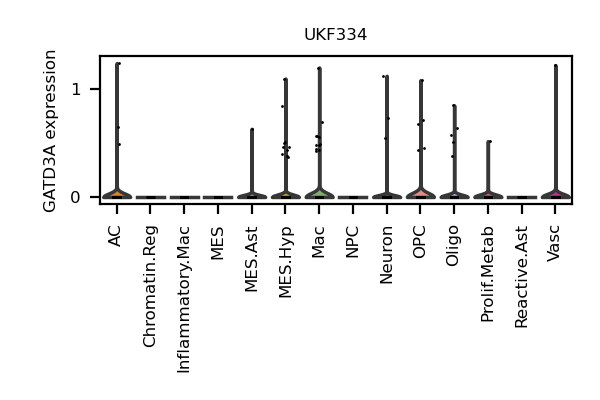 UKF334
GATD3A expression
1
0
AC
Chromatin.Reg
Inflammatory.Mac
MES
MES.Ast
MES.Hyp
Mac
NPC
Neuron
OPC
Oligo
Prolif.Metab
Reactive.Ast
Vasc